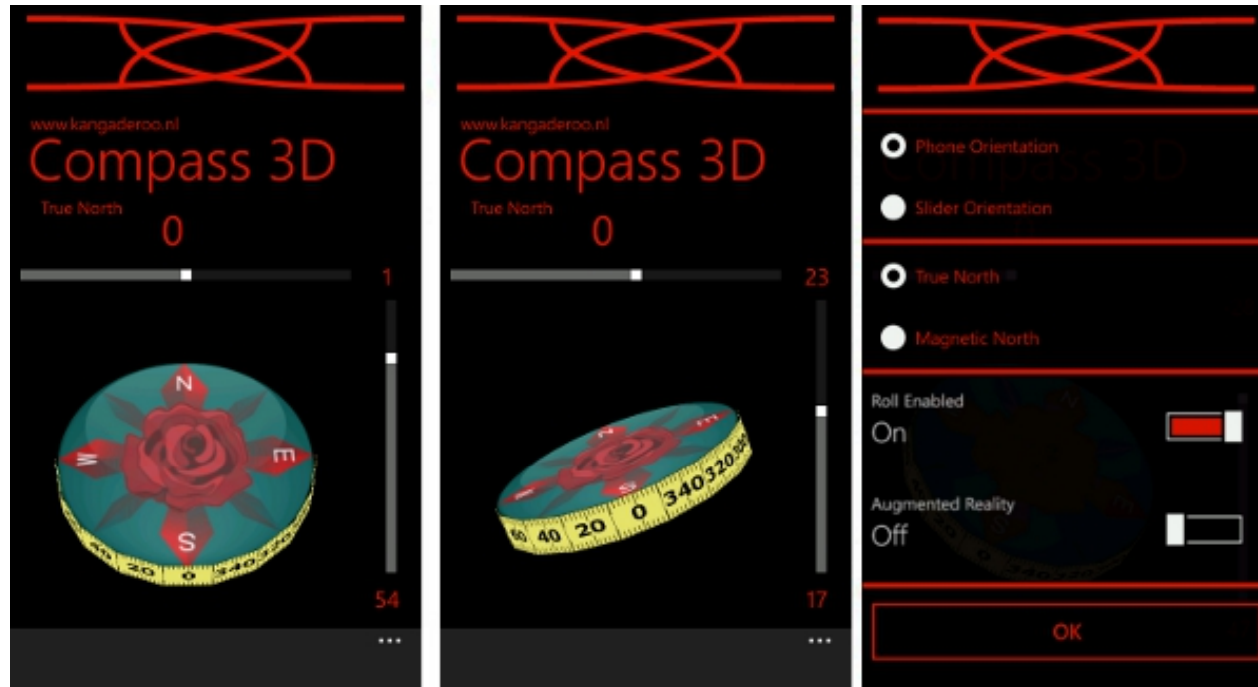 www.kangaderoo.nl
Compass 3D
True North
0
1
N
W
E
S
40 20 0 340 320
54
...
www.kangaderoo.nl
Compass 3D
True North
0
23
N
E
S
60 40 20 0 340 320 300
17
...
Phone Orientation
Slider Orientation
True North
Magnetic North
Roll Enabled
On
Augmented Reality
Off
OK